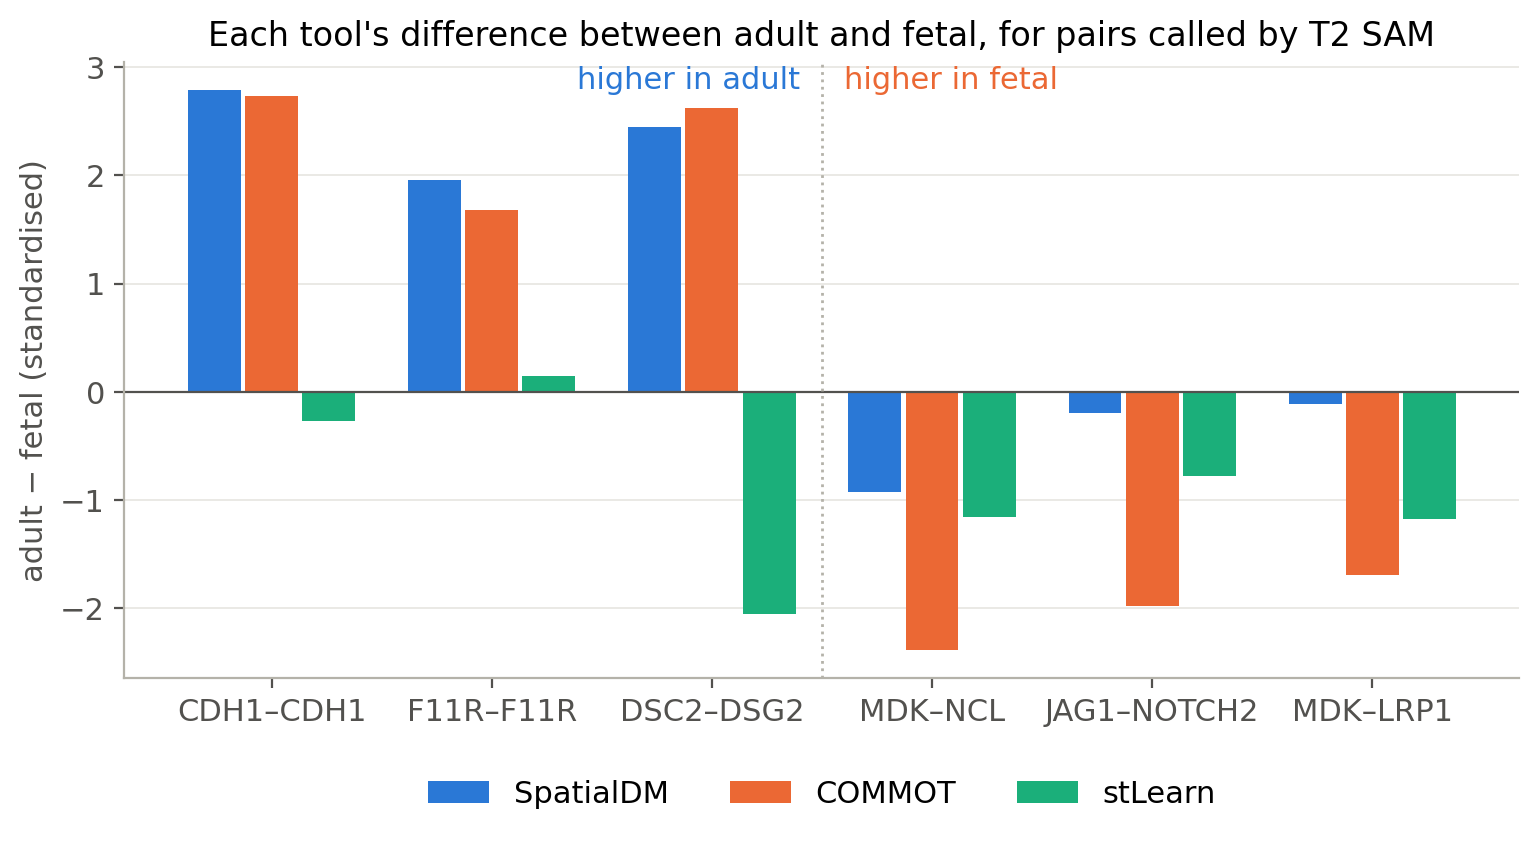 Each tool's difference between adult and fetal, for pairs called by T2 SAM
higher in adult
higher in fetal
adult − fetal (standardised)
3
2
1
0
−1
−2
CDH1–CDH1
F11R–F11R
DSC2–DSG2
MDK–NCL
JAG1–NOTCH2
MDK–LRP1
SpatialDM
COMMOT
stLearn